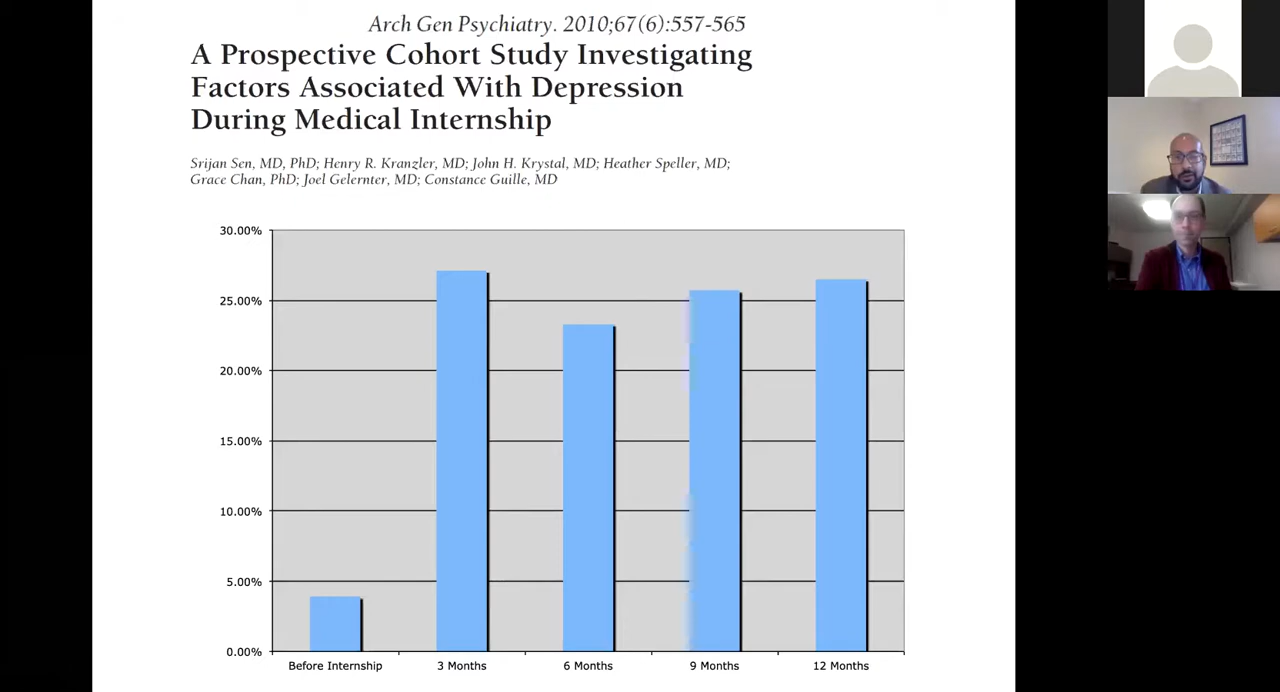 Arch Gen Psychiatry. 2010;67(6):557-565
A Prospective Cohort Study Investigating
Factors Associated With Depression
During Medical Internship
Srijan Sen, MD, PhD; Henry R. Kranzler, MD; John H. Krystal, MD; Heather Speller, MD;
Grace Chan, PhD; Joel Gelernter, MD; Constance Guille, MD
30.00%
25.00%
20.00%
15.00%
10.00%
5.00%
0.00%
Before Internship 3 Months 6 Months 9 Months 12 Months